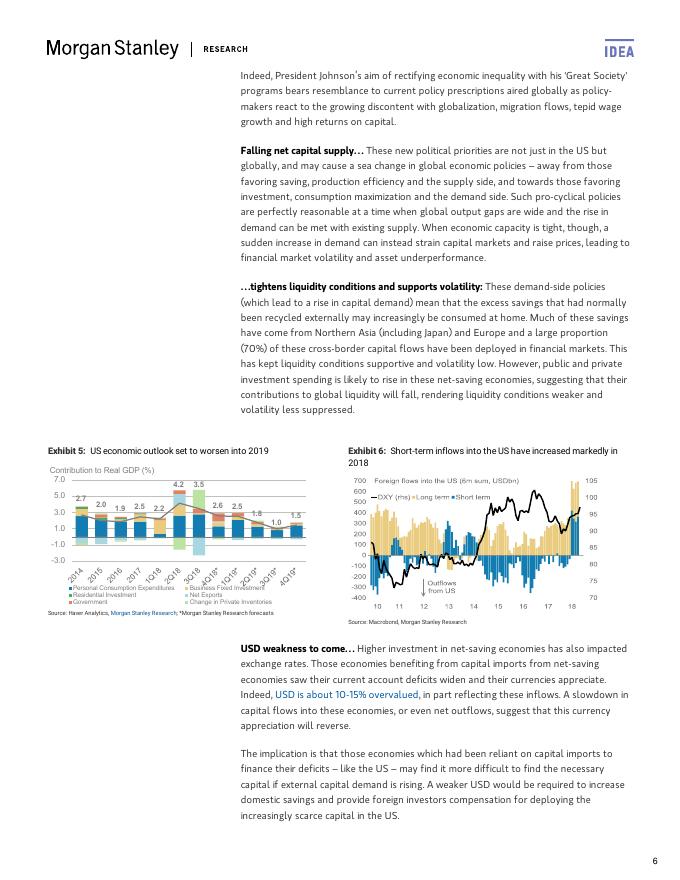 Morgan Stanley | RESEARCH
IDEA
Indeed, President Johnson's aim of rectifying economic inequality with his 'Great Society'
programs bears resemblance to current policy prescriptions aired globally as policy-
makers react to the growing discontent with globalization, migration flows, tepid wage
growth and high returns on capital.
Falling net capital supply… These new political priorities are not just in the US but
globally, and may cause a sea change in global economic policies – away from those
favoring saving, production efficiency and the supply side, and towards those favoring
investment, consumption maximization and the demand side. Such pro-cyclical policies
are perfectly reasonable at a time when global output gaps are wide and the rise in
demand can be met with existing supply. When economic capacity is tight, though, a
sudden increase in demand can instead strain capital markets and raise prices, leading to
financial market volatility and asset underperformance.
…tightens liquidity conditions and supports volatility: These demand-side policies
(which lead to a rise in capital demand) mean that the excess savings that had normally
been recycled externally may increasingly be consumed at home. Much of these savings
have come from Northern Asia (including Japan) and Europe and a large proportion
(70%) of these cross-border capital flows have been deployed in financial markets. This
has kept liquidity conditions supportive and volatility low. However, public and private
investment spending is likely to rise in these net-saving economies, suggesting that their
contributions to global liquidity will fall, rendering liquidity conditions weaker and
volatility less suppressed.
Exhibit 5: US economic outlook set to worsen into 2019
Contribution to Real GDP (%)
7.0
5.0
3.0
1.0
-1.0
-3.0
2.7 2.0 1.9 2.5 2.2 4.2 3.5 2.6 2.5 1.8 1.0 1.5
2014 2015 2016 2017 1Q18 2Q18 3Q18 4Q18* 1Q19* 2Q19* 3Q19* 4Q19*
Personal Consumption Expenditures Business Fixed Investment
Residential Investment Net Exports
Government Change in Private Inventories
Source: Haver Analytics, Morgan Stanley Research; *Morgan Stanley Research forecasts
Exhibit 6: Short-term inflows into the US have increased markedly in
2018
Foreign flows into the US (6m sum, USDbn)
DXY (rhs) Long term Short term
700
600
500
400
300
200
100
0
-100
-200
-300
-400
105
100
95
90
85
80
75
70
Outflows
from US
10 11 12 13 14 15 16 17 18
Source: Macrobond, Morgan Stanley Research
USD weakness to come… Higher investment in net-saving economies has also impacted
exchange rates. Those economies benefiting from capital imports from net-saving
economies saw their current account deficits widen and their currencies appreciate.
Indeed, USD is about 10-15% overvalued, in part reflecting these inflows. A slowdown in
capital flows into these economies, or even net outflows, suggest that this currency
appreciation will reverse.
The implication is that those economies which had been reliant on capital imports to
finance their deficits – like the US – may find it more difficult to find the necessary
capital if external capital demand is rising. A weaker USD would be required to increase
domestic savings and provide foreign investors compensation for deploying the
increasingly scarce capital in the US.
6